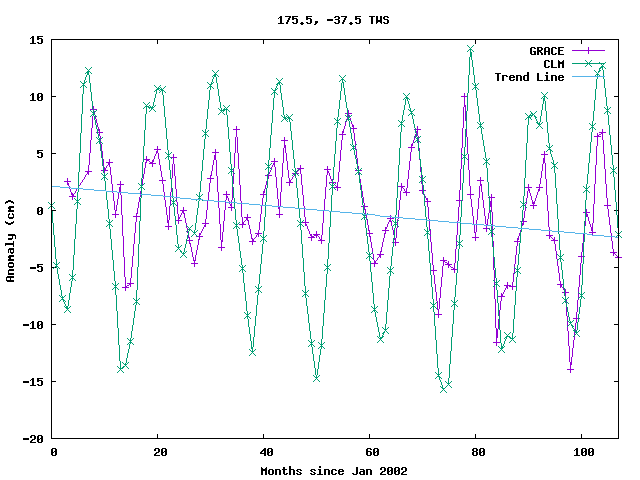 175.5, -37.5 TWS
GRACE
CLM
Trend Line
15
10
5
0
-5
-10
-15
-20
Anomaly (cm)
0 20 40 60 80 100
Months since Jan 2002